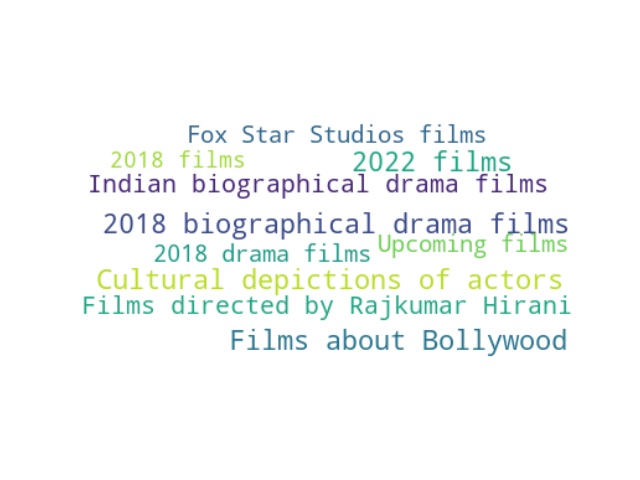 Fox Star Studios films
2018 films
2022 films
Indian biographical drama films
2018 biographical drama films
Upcoming films
2018 drama films
Cultural depictions of actors
Films directed by Rajkumar Hirani
Films about Bollywood